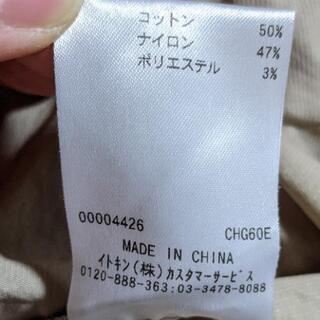 コットン 50%
ナイロン 47%
ポリエステル 3%
00004426 CHG60E
MADE IN CHINA
イトキン(株)カスタマーサービス
0120-888-363:03-3478-8088